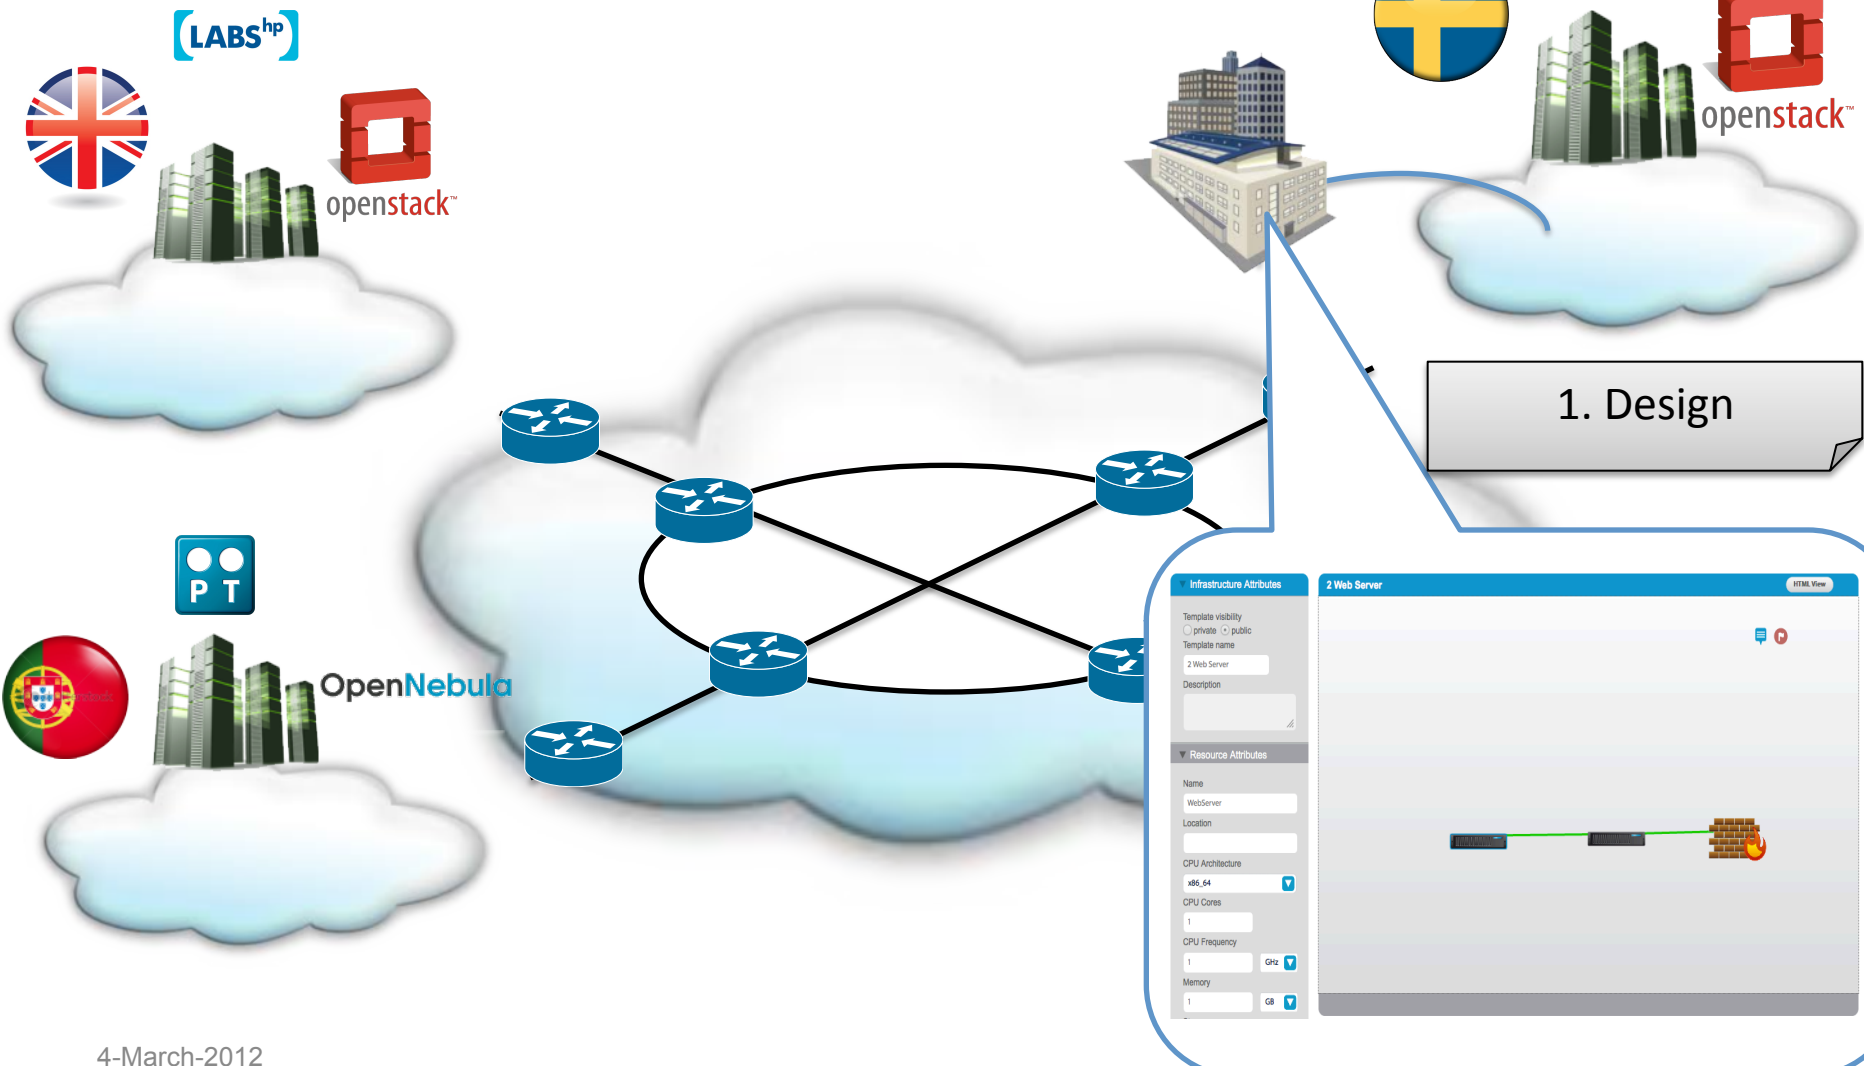 LABS hp
openstack™
openstack™
1. Design
P T
OpenNebula
Infrastructure Attributes
Template visibility
private public
Template name
2 Web Server
Description
Resource Attributes
Name
WebServer
Location
CPU Architecture
x86_64
CPU Cores
1
CPU Frequency
1 GHz
Memory
1 GB
2 Web Server
HTML View
4-March-2012